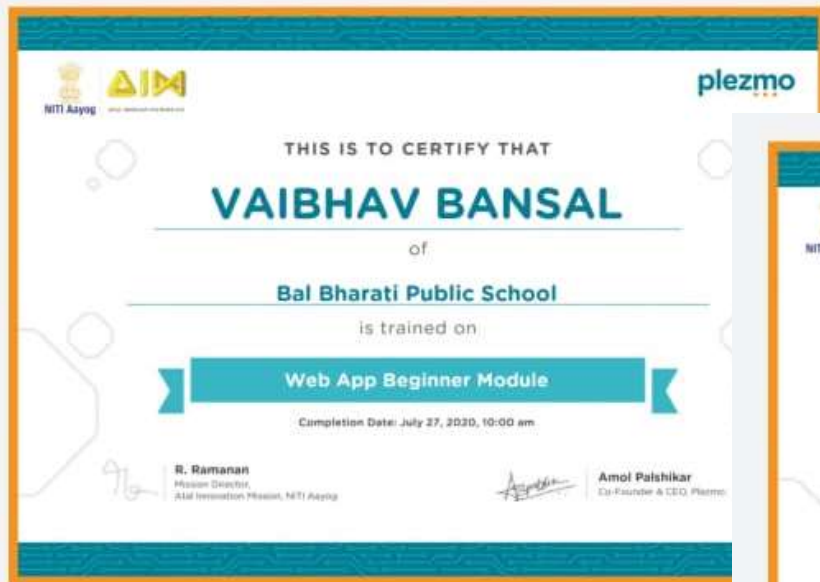 NITI Aayog
AIM
plezmo
THIS IS TO CERTIFY THAT
VAIBHAV BANSAL
of
Bal Bharati Public School
is trained on
Web App Beginner Module
Completion Date: July 27, 2020, 10:00 am
R. Ramanan
Mission Director,
Atal Innovation Mission, NITI Aayog
Amol Palshikar
Co-Founder & CEO, Plezmo
NIT